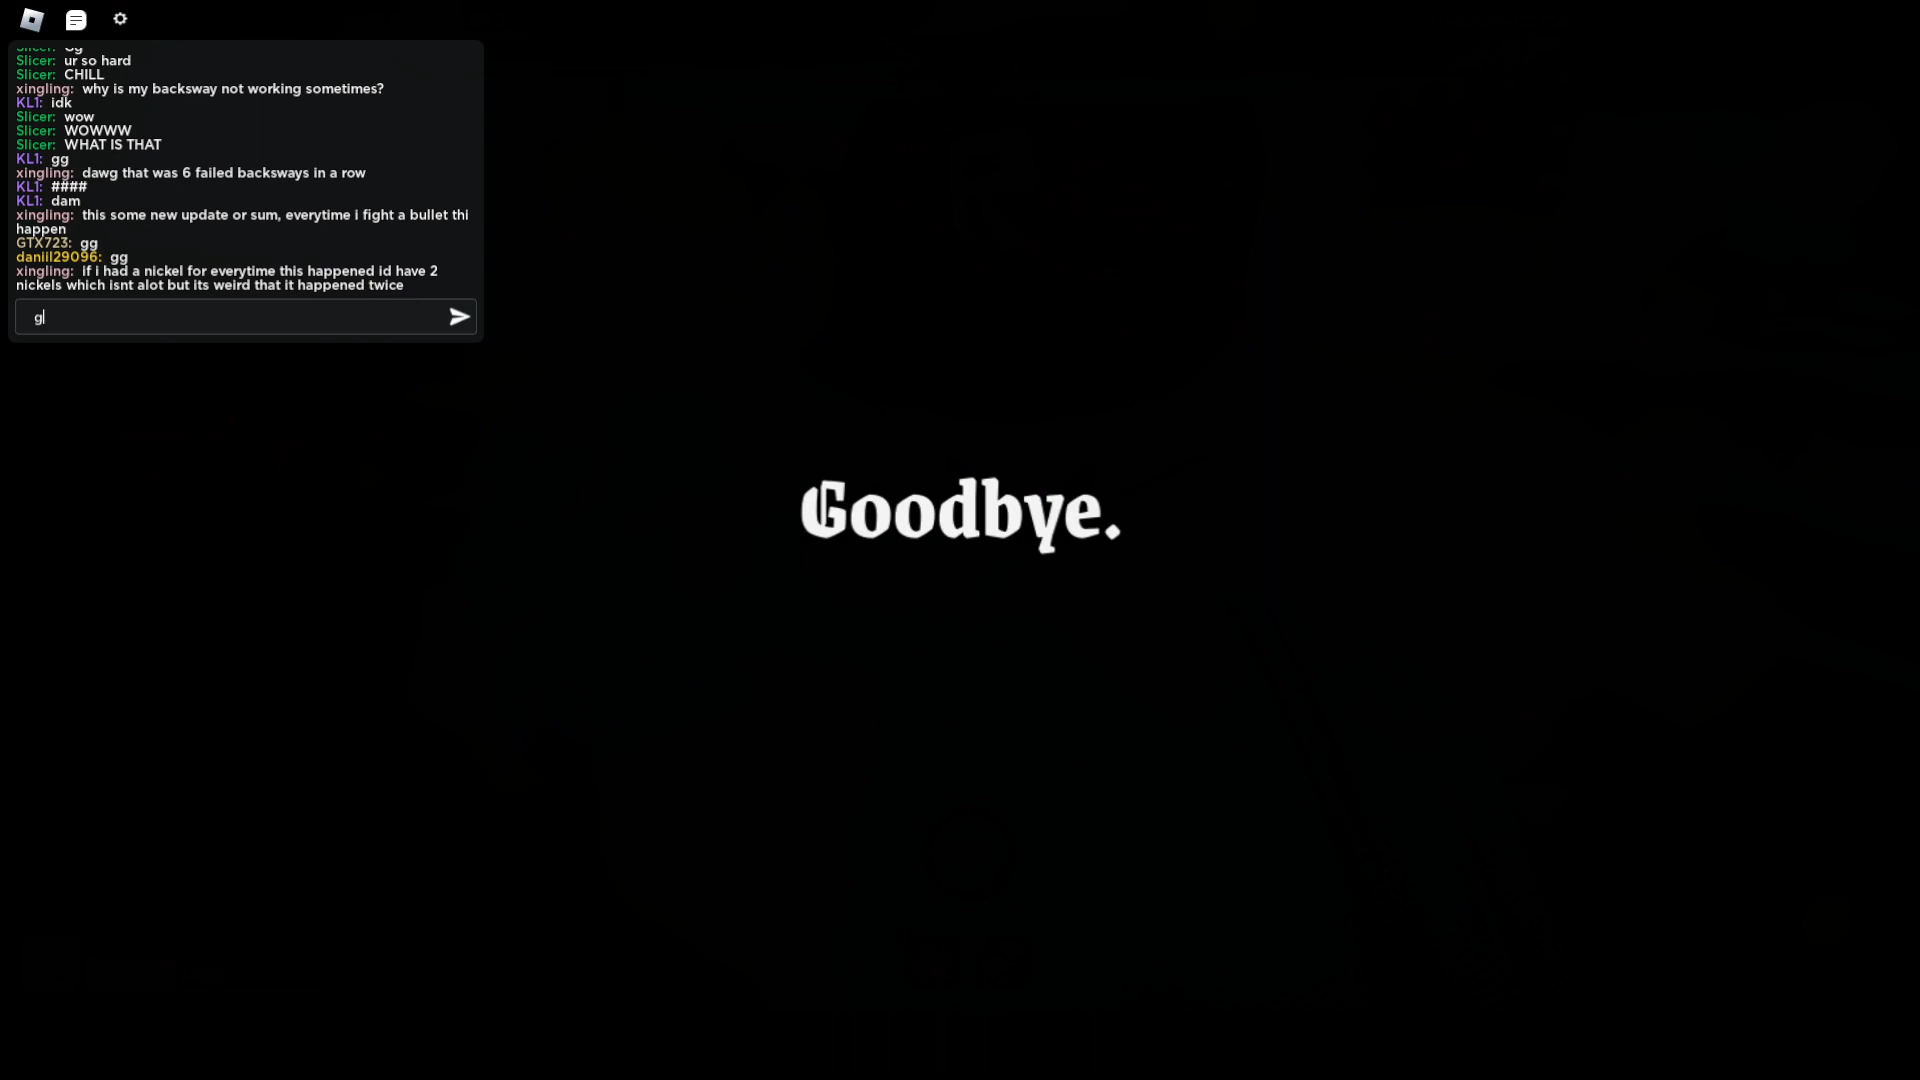 Slicer: Gg
Slicer: ur so hard
Slicer: CHILL
xingling: why is my backsway not working sometimes?
KL1: idk
Slicer: wow
Slicer: WOWWW
Slicer: WHAT IS THAT
KL1: gg
xingling: dawg that was 6 failed backsways in a row
KL1: ####
KL1: dam
xingling: this some new update or sum, everytime i fight a bullet thi
happen
GTX723: gg
daniil29096: gg
xingling: if i had a nickel for everytime this happened id have 2
nickels which isnt alot but its weird that it happened twice
g
Goodbye.